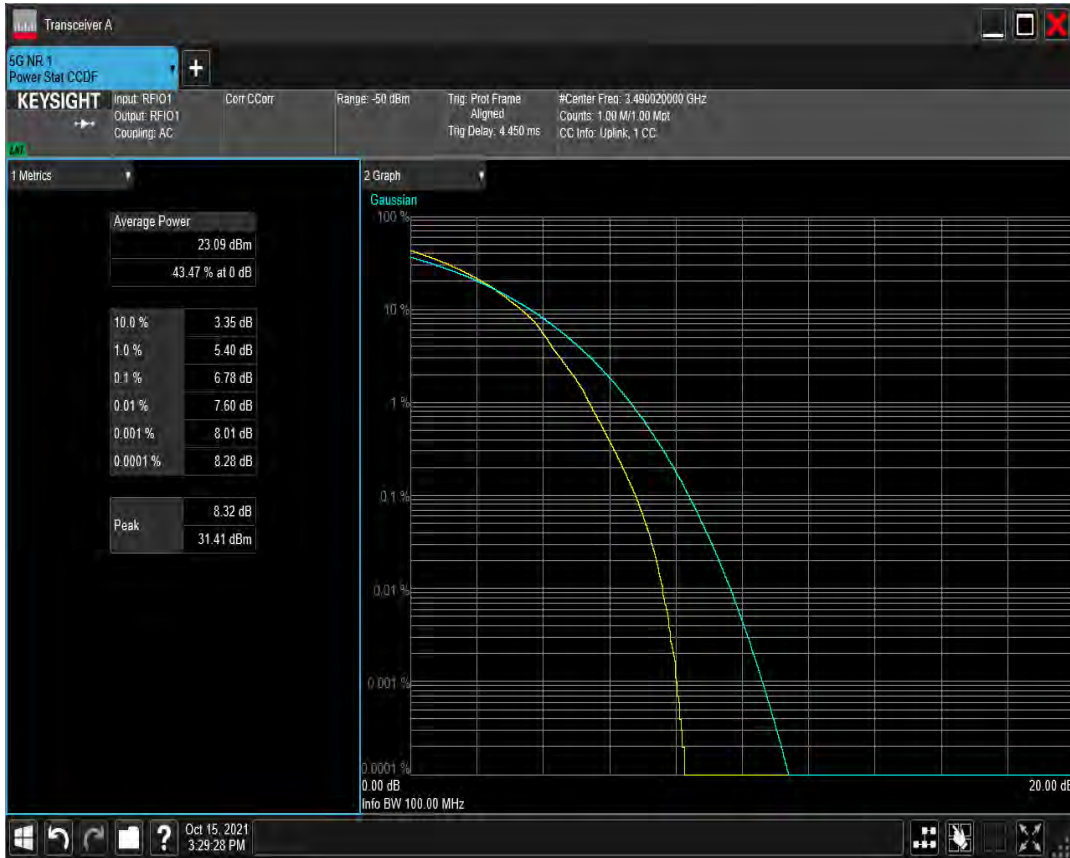 Transceiver A
5G NR 1
Power Stat CCDF
+
KEYSIGHT
Input: RFIO1
Output: RFIO1
Coupling: AC
Corr CCorr
Range: -50 dBm
Trig: Prot Frame
Aligned
Trig Delay: 4.450 ms
#Center Freq: 3.490020000 GHz
Counts: 1.00 M/1.00 Mpt
CC Info: Uplink, 1 CC
LXI
1 Metrics
Average Power
23.09 dBm
43.47 % at 0 dB
10.0 % 3.35 dB
1.0 % 5.40 dB
0.1 % 6.78 dB
0.01 % 7.60 dB
0.001 % 8.01 dB
0.0001 % 8.28 dB
Peak 8.32 dB
31.41 dBm
2 Graph
Gaussian
100 %
10 %
1 %
0.1 %
0.01 %
0.001 %
0.0001 %
0.00 dB 20.00 dB
Info BW 100.00 MHz
?
Oct 15, 2021
3:29:28 PM